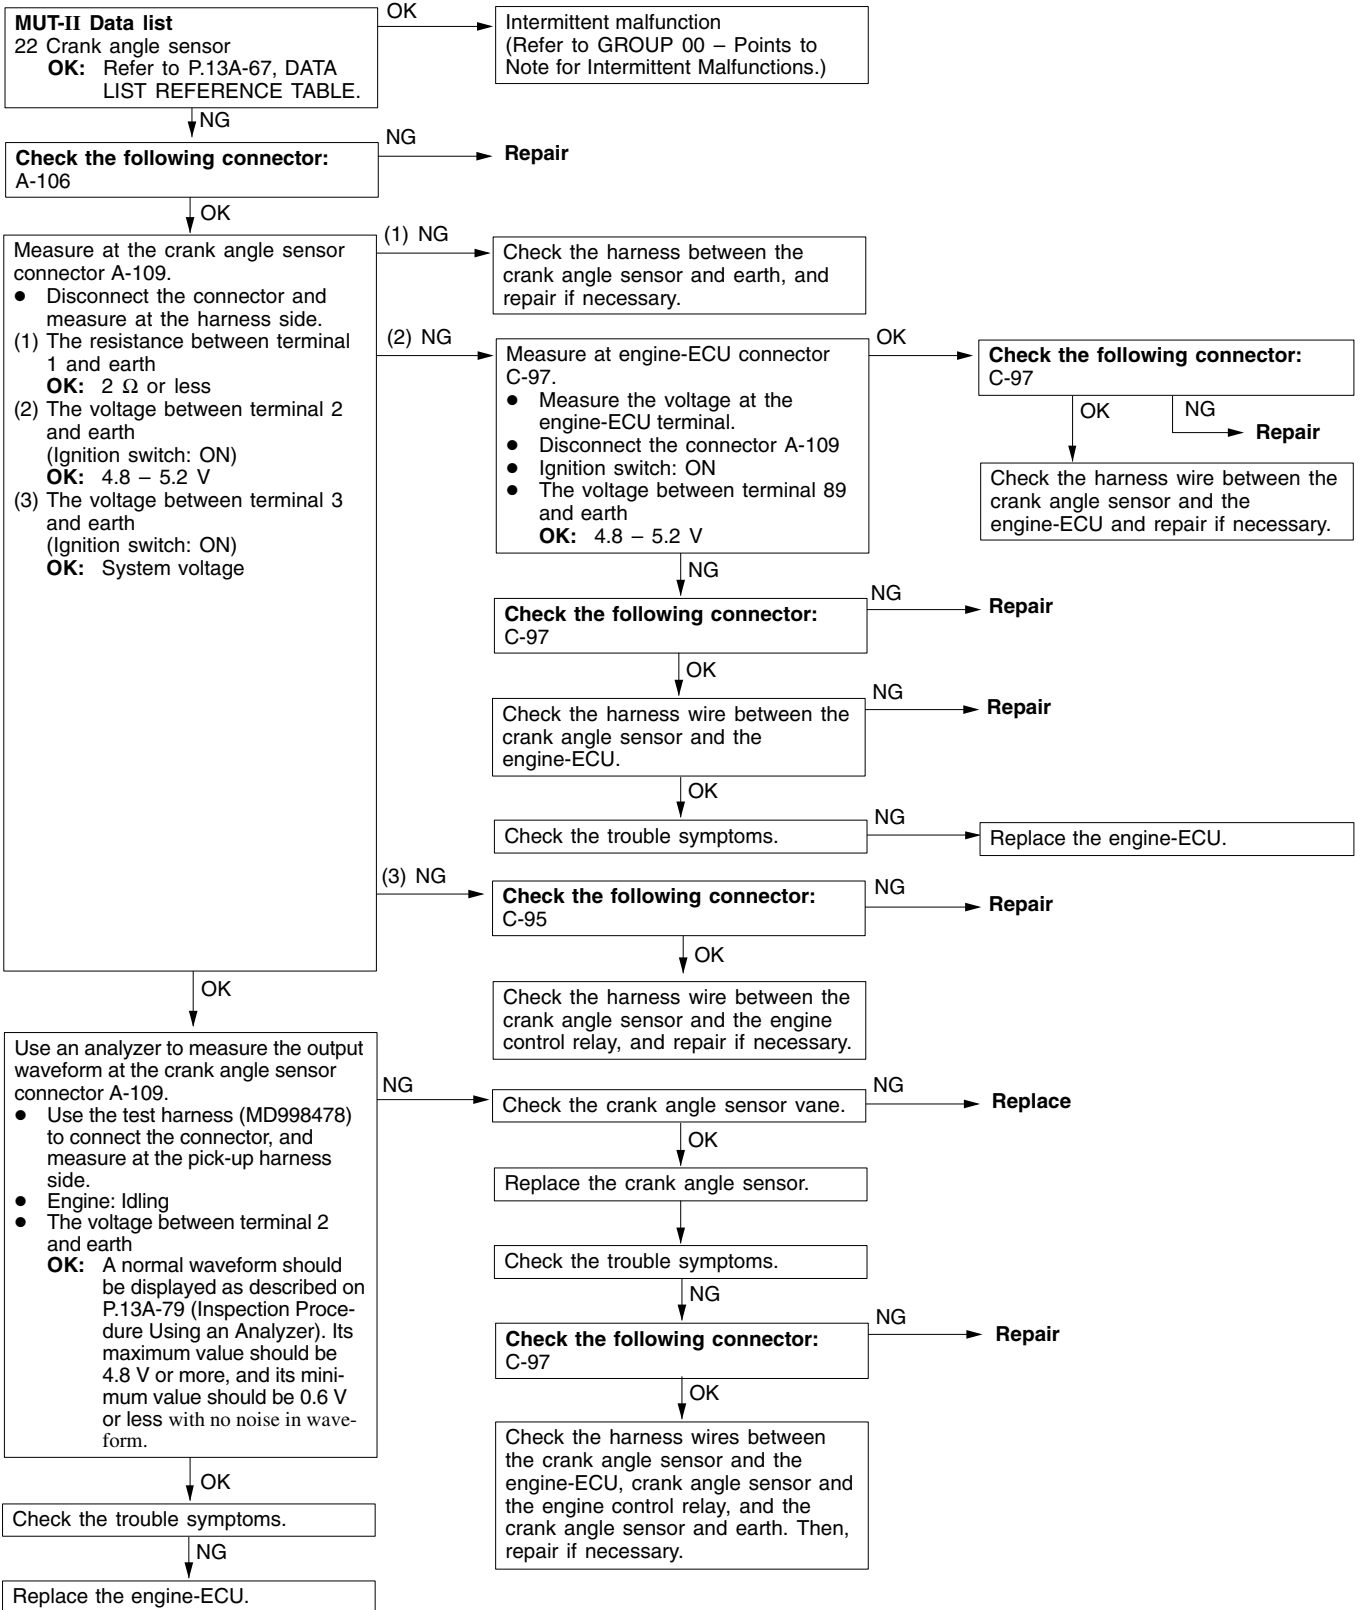 MUT-II Data list
22 Crank angle sensor
OK: Refer to P.13A-67, DATA
LIST REFERENCE TABLE.
OK
Intermittent malfunction
(Refer to GROUP 00 – Points to
Note for Intermittent Malfunctions.)
NG
Check the following connector:
A-106
NG
Repair
OK
Measure at the crank angle sensor
connector A-109.
● Disconnect the connector and
measure at the harness side.
(1) The resistance between terminal
1 and earth
OK: 2 Ω or less
(2) The voltage between terminal 2
and earth
(Ignition switch: ON)
OK: 4.8 – 5.2 V
(3) The voltage between terminal 3
and earth
(Ignition switch: ON)
OK: System voltage
(1) NG
Check the harness between the
crank angle sensor and earth, and
repair if necessary.
(2) NG
Measure at engine-ECU connector
C-97.
● Measure the voltage at the
engine-ECU terminal.
● Disconnect the connector A-109
● Ignition switch: ON
● The voltage between terminal 89
and earth
OK: 4.8 – 5.2 V
OK
Check the following connector:
C-97
OK
NG
Repair
Check the harness wire between the
crank angle sensor and the
engine-ECU and repair if necessary.
NG
Check the following connector:
C-97
NG
Repair
OK
Check the harness wire between the
crank angle sensor and the
engine-ECU.
NG
Repair
OK
Check the trouble symptoms.
NG
Replace the engine-ECU.
(3) NG
Check the following connector:
C-95
NG
Repair
OK
Check the harness wire between the
crank angle sensor and the engine
control relay, and repair if necessary.
OK
Use an analyzer to measure the output
waveform at the crank angle sensor
connector A-109.
● Use the test harness (MD998478)
to connect the connector, and
measure at the pick-up harness
side.
● Engine: Idling
● The voltage between terminal 2
and earth
OK: A normal waveform should
be displayed as described on
P.13A-79 (Inspection Proce-
dure Using an Analyzer). Its
maximum value should be
4.8 V or more, and its mini-
mum value should be 0.6 V
or less with no noise in wave-
form.
NG
Check the crank angle sensor vane.
NG
Replace
OK
Replace the crank angle sensor.
Check the trouble symptoms.
NG
Check the following connector:
C-97
NG
Repair
OK
Check the harness wires between
the crank angle sensor and the
engine-ECU, crank angle sensor and
the engine control relay, and the
crank angle sensor and earth. Then,
repair if necessary.
OK
Check the trouble symptoms.
NG
Replace the engine-ECU.